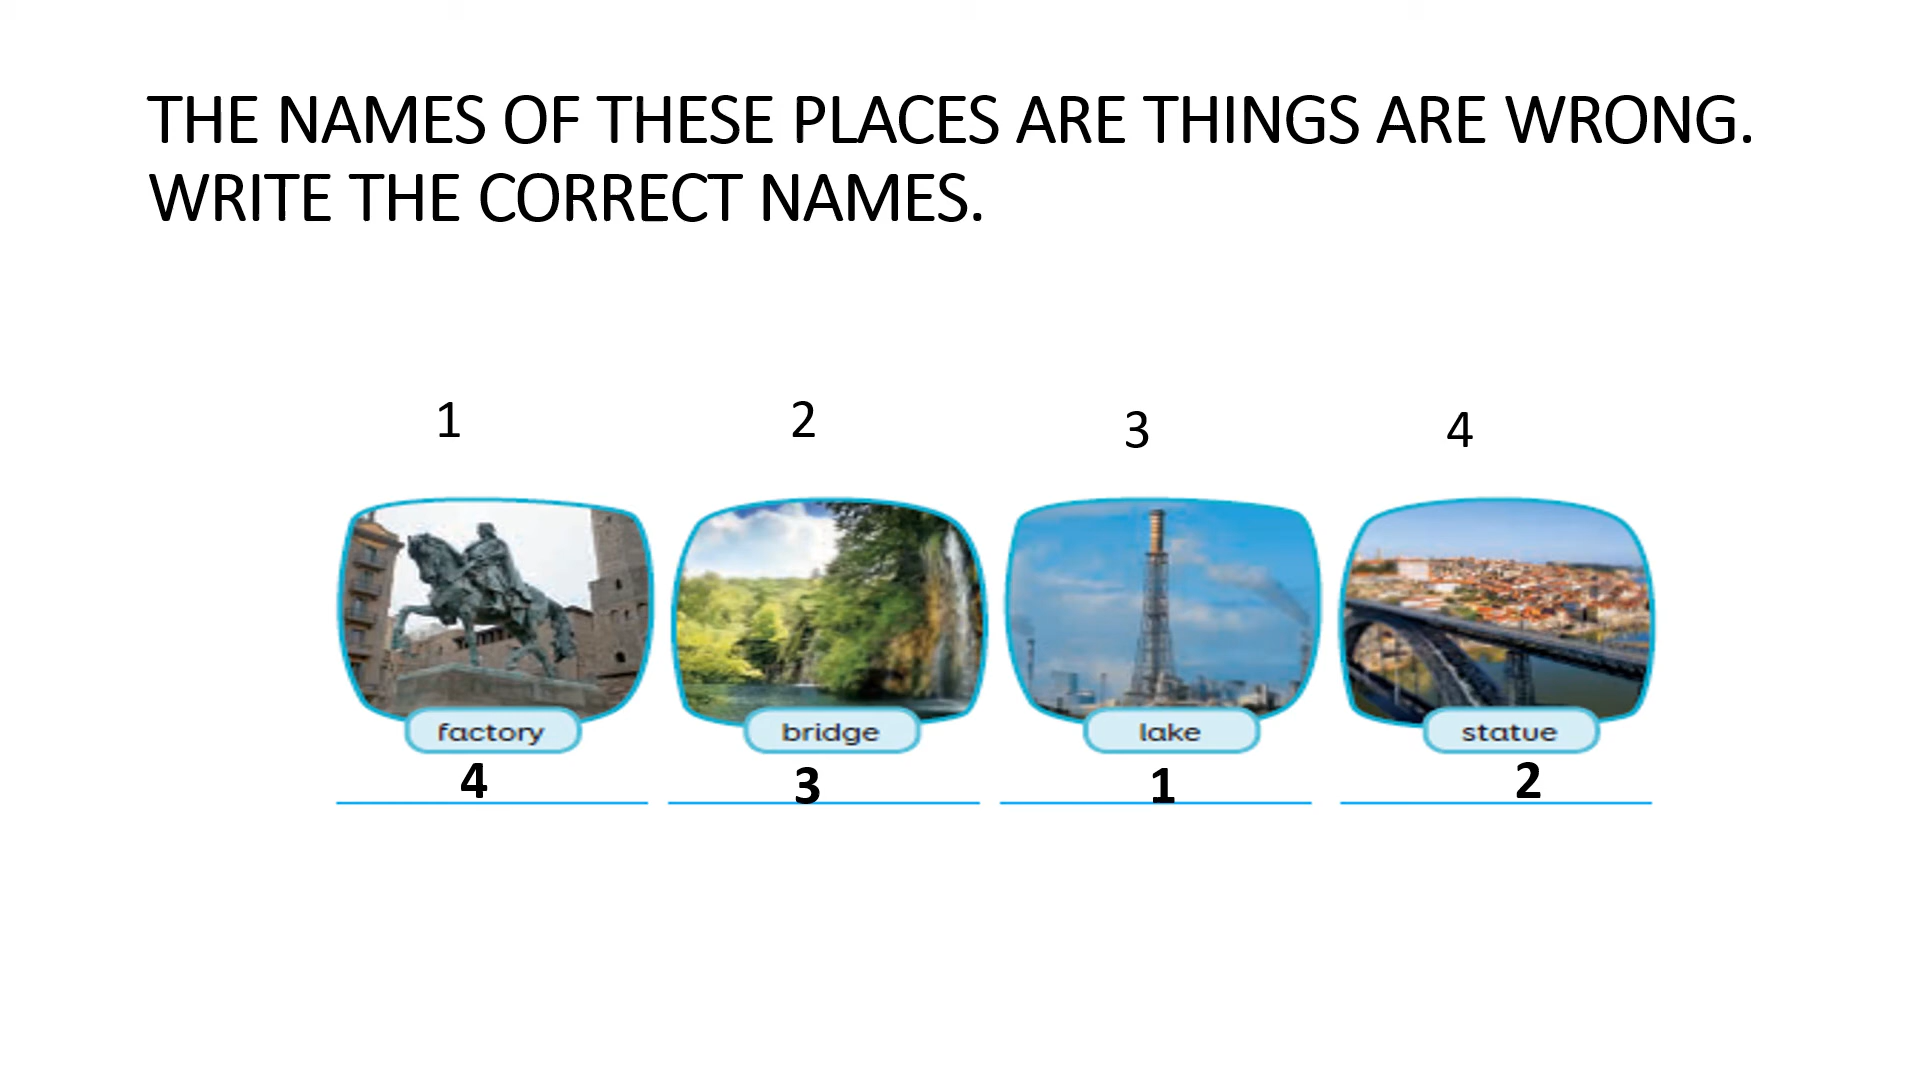 THE NAMES OF THESE PLACES ARE THINGS ARE WRONG.
WRITE THE CORRECT NAMES.
1 2 3 4
factory bridge lake statue
4 3 1 2